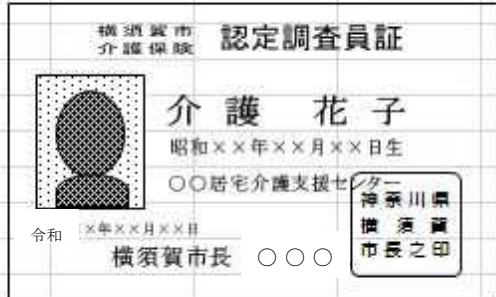 横須賀市
介護保険
認定調査員証
介護 花子
昭和××年××月××日生
○○居宅介護支援センター
令和 ×年××月××日
横須賀市長 ○○○
神奈川県
横須賀
市長之印